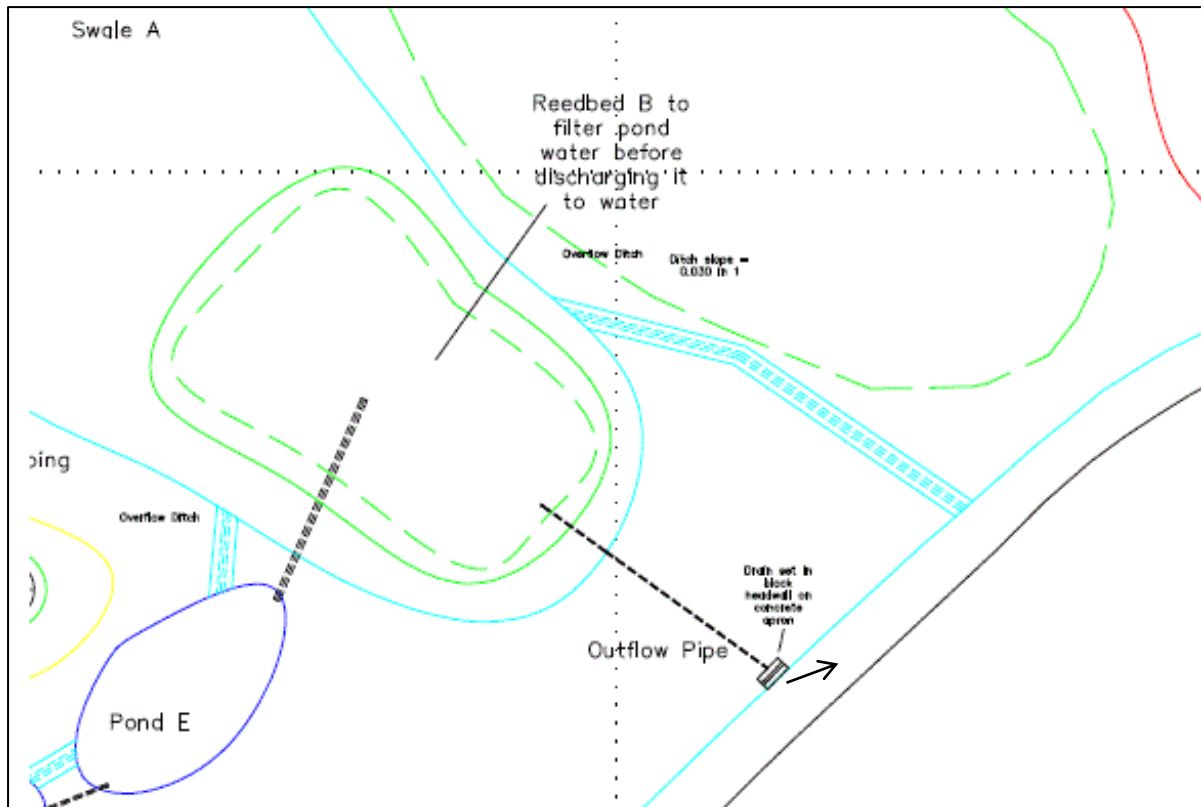 Swale A
Reedbed B to
filter pond
water before
discharging it
to water
Overflow Ditch
Ditch slope =
0.030 in 1
ping
Overflow Ditch
Drain set in
block
headwall on
concrete
apron
Outflow Pipe
Pond E